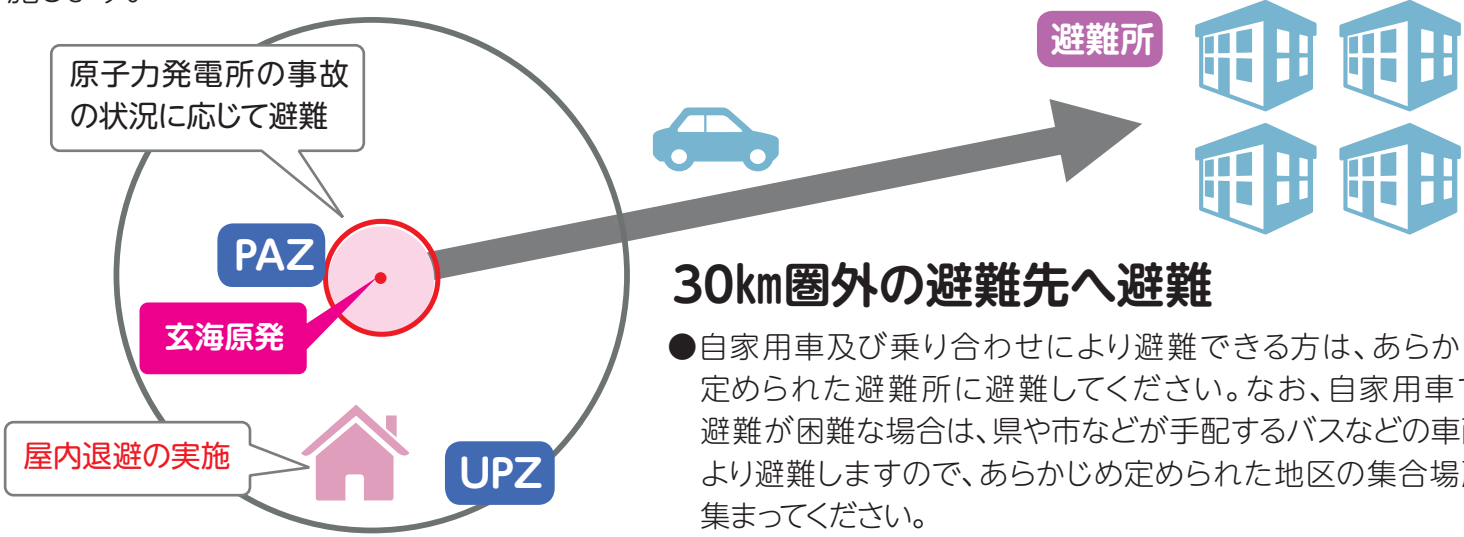 施します。
原子力発電所の事故
の状況に応じて避難
避難所
PAZ
玄海原発
屋内退避の実施
UPZ
30㎞圏外の避難先へ避難
●自家用車及び乗り合わせにより避難できる方は、あらか
定められた避難所に避難してください。なお、自家用車
避難が困難な場合は、県や市などが手配するバスなどの車
より避難しますので、あらかじめ定められた地区の集合場
集まってください。